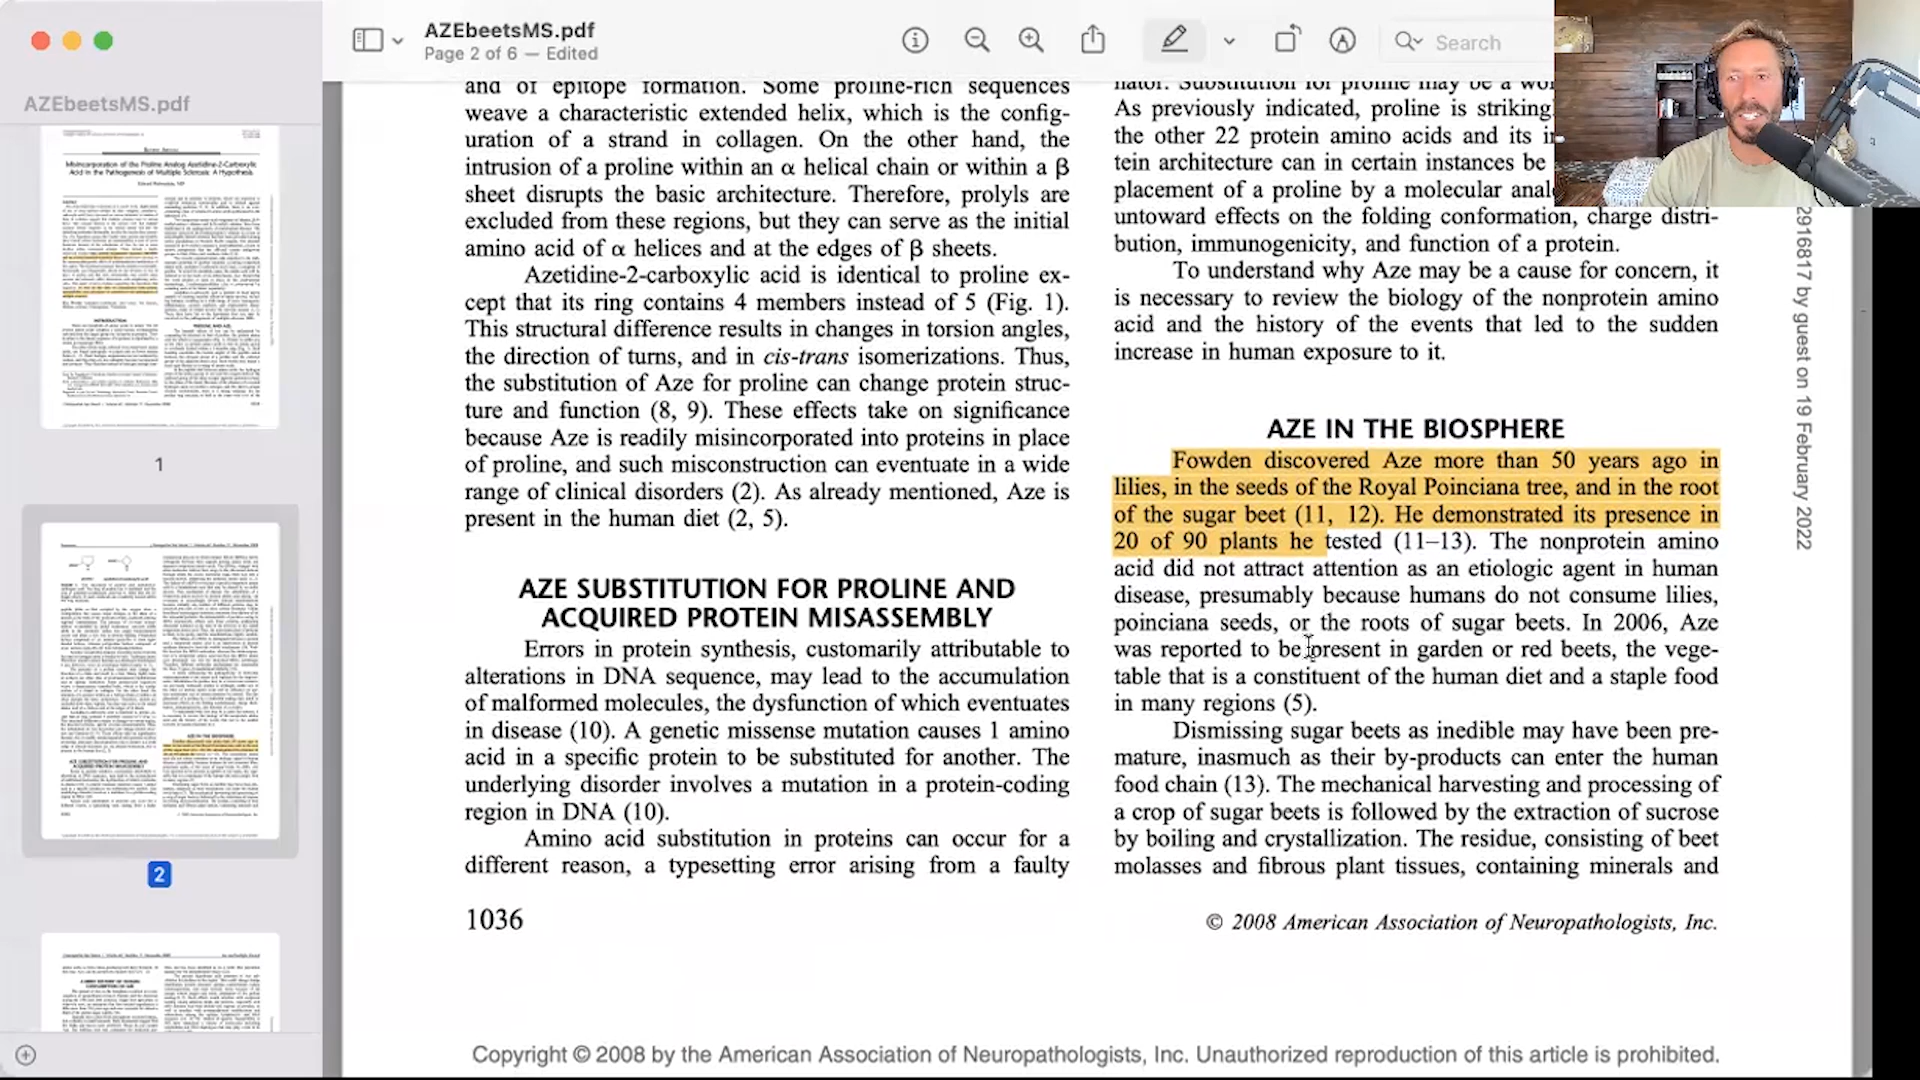 AZEbeetsMS.pdf
Page 2 of 6 — Edited
Search
AZEbeetsMS.pdf
Misincorporation of the Proline Analog Azetidine-2-Carboxylic
Acid in the Pathogenesis of Multiple Sclerosis: A Hypothesis
1
2
and of epitope formation. Some proline-rich sequences
weave a characteristic extended helix, which is the config-
uration of a strand in collagen. On the other hand, the
intrusion of a proline within an α helical chain or within a β
sheet disrupts the basic architecture. Therefore, prolyls are
excluded from these regions, but they can serve as the initial
amino acid of α helices and at the edges of β sheets.
Azetidine-2-carboxylic acid is identical to proline ex-
cept that its ring contains 4 members instead of 5 (Fig. 1).
This structural difference results in changes in torsion angles,
the direction of turns, and in cis-trans isomerizations. Thus,
the substitution of Aze for proline can change protein struc-
ture and function (8, 9). These effects take on significance
because Aze is readily misincorporated into proteins in place
of proline, and such misconstruction can eventuate in a wide
range of clinical disorders (2). As already mentioned, Aze is
present in the human diet (2, 5).
AZE SUBSTITUTION FOR PROLINE AND
ACQUIRED PROTEIN MISASSEMBLY
Errors in protein synthesis, customarily attributable to
alterations in DNA sequence, may lead to the accumulation
of malformed molecules, the dysfunction of which eventuates
in disease (10). A genetic missense mutation causes 1 amino
acid in a specific protein to be substituted for another. The
underlying disorder involves a mutation in a protein-coding
region in DNA (10).
Amino acid substitution in proteins can occur for a
different reason, a typesetting error arising from a faulty
nator. Substitution for proline may be a
As previously indicated, proline is striking
the other 22 protein amino acids and its
tein architecture can in certain instances be
placement of a proline by a molecular
untoward effects on the folding conformation, charge distri-
bution, immunogenicity, and function of a protein.
To understand why Aze may be a cause for concern, it
is necessary to review the biology of the nonprotein amino
acid and the history of the events that led to the sudden
increase in human exposure to it.
AZE IN THE BIOSPHERE
Fowden discovered Aze more than 50 years ago in
lilies, in the seeds of the Royal Poinciana tree, and in the root
of the sugar beet (11, 12). He demonstrated its presence in
20 of 90 plants he tested (11–13). The nonprotein amino
acid did not attract attention as an etiologic agent in human
disease, presumably because humans do not consume lilies,
poinciana seeds, or the roots of sugar beets. In 2006, Aze
was reported to be present in garden or red beets, the vege-
table that is a constituent of the human diet and a staple food
in many regions (5).
Dismissing sugar beets as inedible may have been pre-
mature, inasmuch as their by-products can enter the human
food chain (13). The mechanical harvesting and processing of
a crop of sugar beets is followed by the extraction of sucrose
by boiling and crystallization. The residue, consisting of beet
molasses and fibrous plant tissues, containing minerals and
2916817 by guest on 19 February 2022
1036
© 2008 American Association of Neuropathologists, Inc.
Copyright © 2008 by the American Association of Neuropathologists, Inc. Unauthorized reproduction of this article is prohibited.